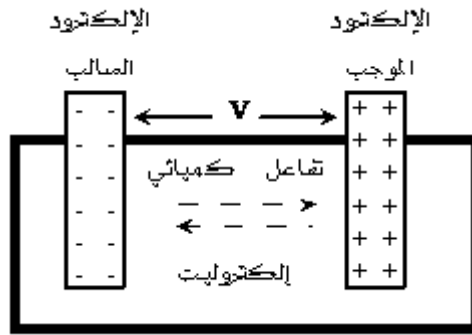 الإلكترود
السالب
الإلكترود
الموجب
V
تفاعل كميائي
إلكتروليت